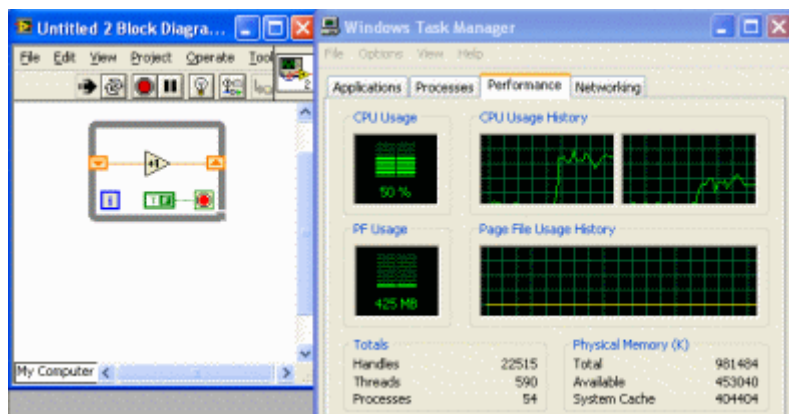 Untitled 2 Block Diagra...
File Edit View Project Operate Tool
2
+1
i
T F
My Computer
Windows Task Manager
File Options View Help
Applications Processes Performance Networking
CPU Usage
CPU Usage History
50 %
PF Usage
Page File Usage History
425 MB
Totals
Handles 22515
Threads 590
Processes 54
Physical Memory (K)
Total 981484
Available 453040
System Cache 404404